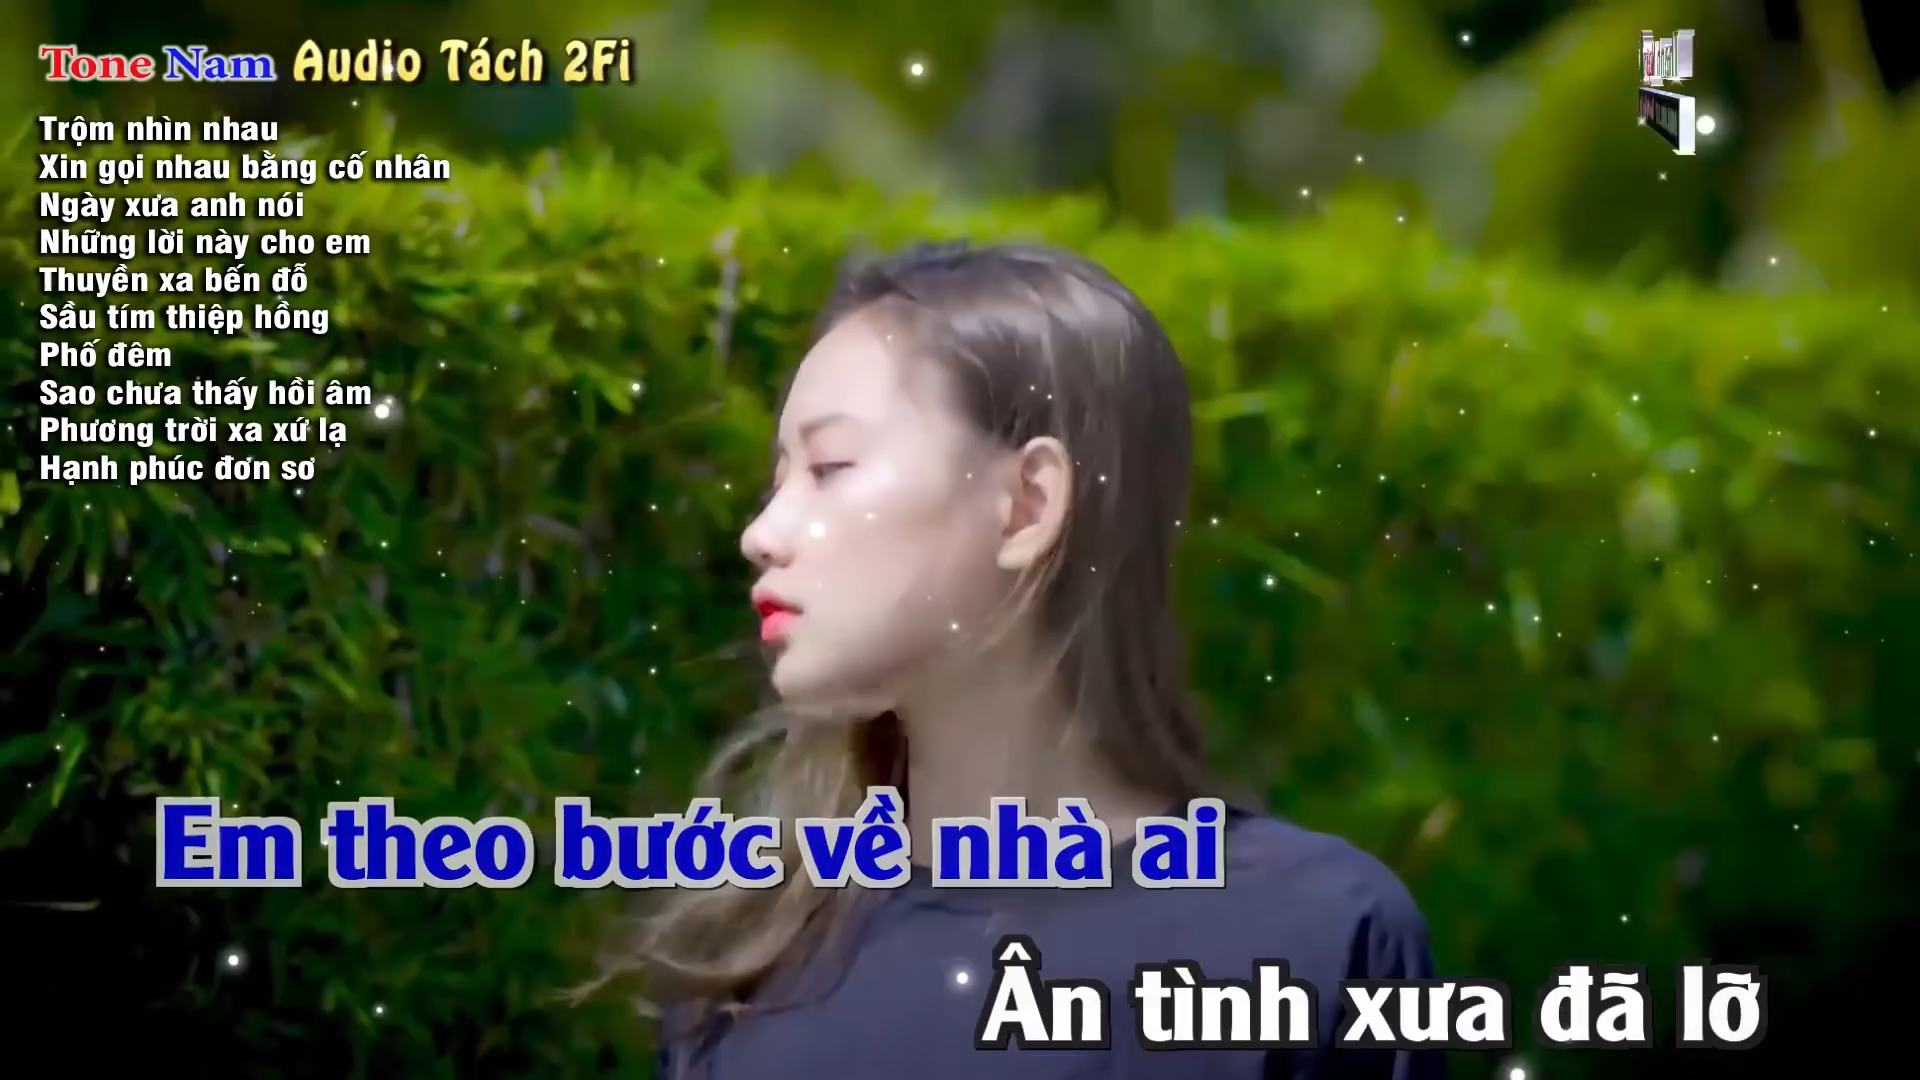 Tone Nam Audio Tách 2Fi
Trộm nhìn nhau
Xin gọi nhau bằng cố nhân
Ngày xưa anh nói
Những lời này cho em
Thuyền xa bến đỗ
Sầu tím thiệp hồng
Phố đêm
Sao chưa thấy hồi âm
Phương trời xa xứ lạ
Hạnh phúc đơn sơ
Em theo bước về nhà ai
Ân tình xưa đã lỡ